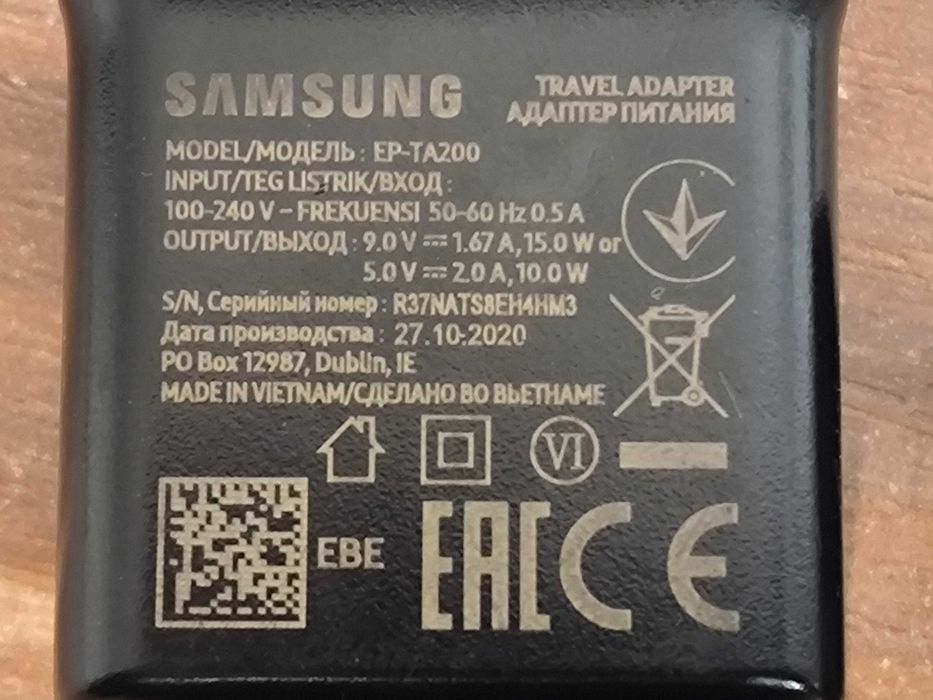 SAMSUNG
TRAVEL ADAPTER
АДАПТЕР ПИТАНИЯ
MODEL/МОДЕЛЬ : EP-TA200
INPUT/TEG LISTRIK/ВХОД :
100-240 V ~ FREKUENSI 50-60 Hz 0.5 A
OUTPUT/ВЫХОД : 9.0 V ⎓ 1.67 A, 15.0 W or
5.0 V ⎓ 2.0 A, 10.0 W
S/N, Серийный номер : R37NATS8EH4HM3
Дата производства : 27.10.2020
PO Box 12987, Dublin, IE
MADE IN VIETNAM/СДЕЛАНО ВО ВЬЕТНАМЕ
VI
EBE
EAC CE